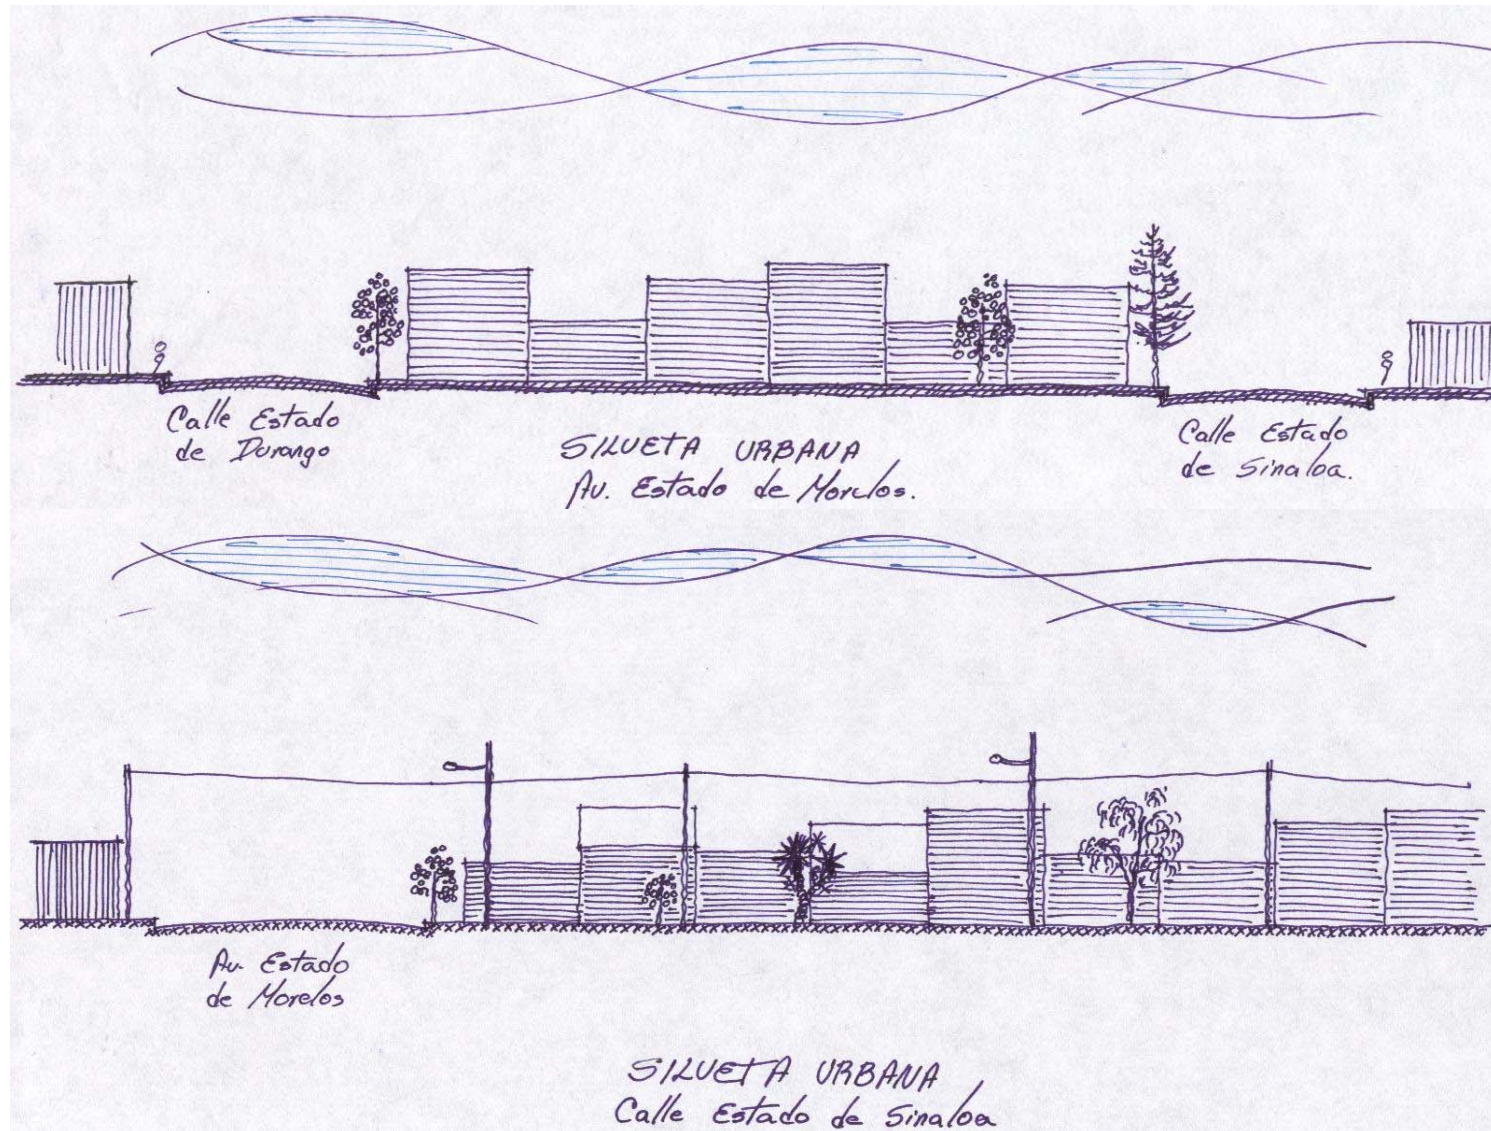 Calle Estado
de Durango
SILUETA URBANA
Av. Estado de Morelos.
Calle Estado
de Sinaloa.
Av. Estado
de Morelos
SILUETA URBANA
Calle Estado de Sinaloa